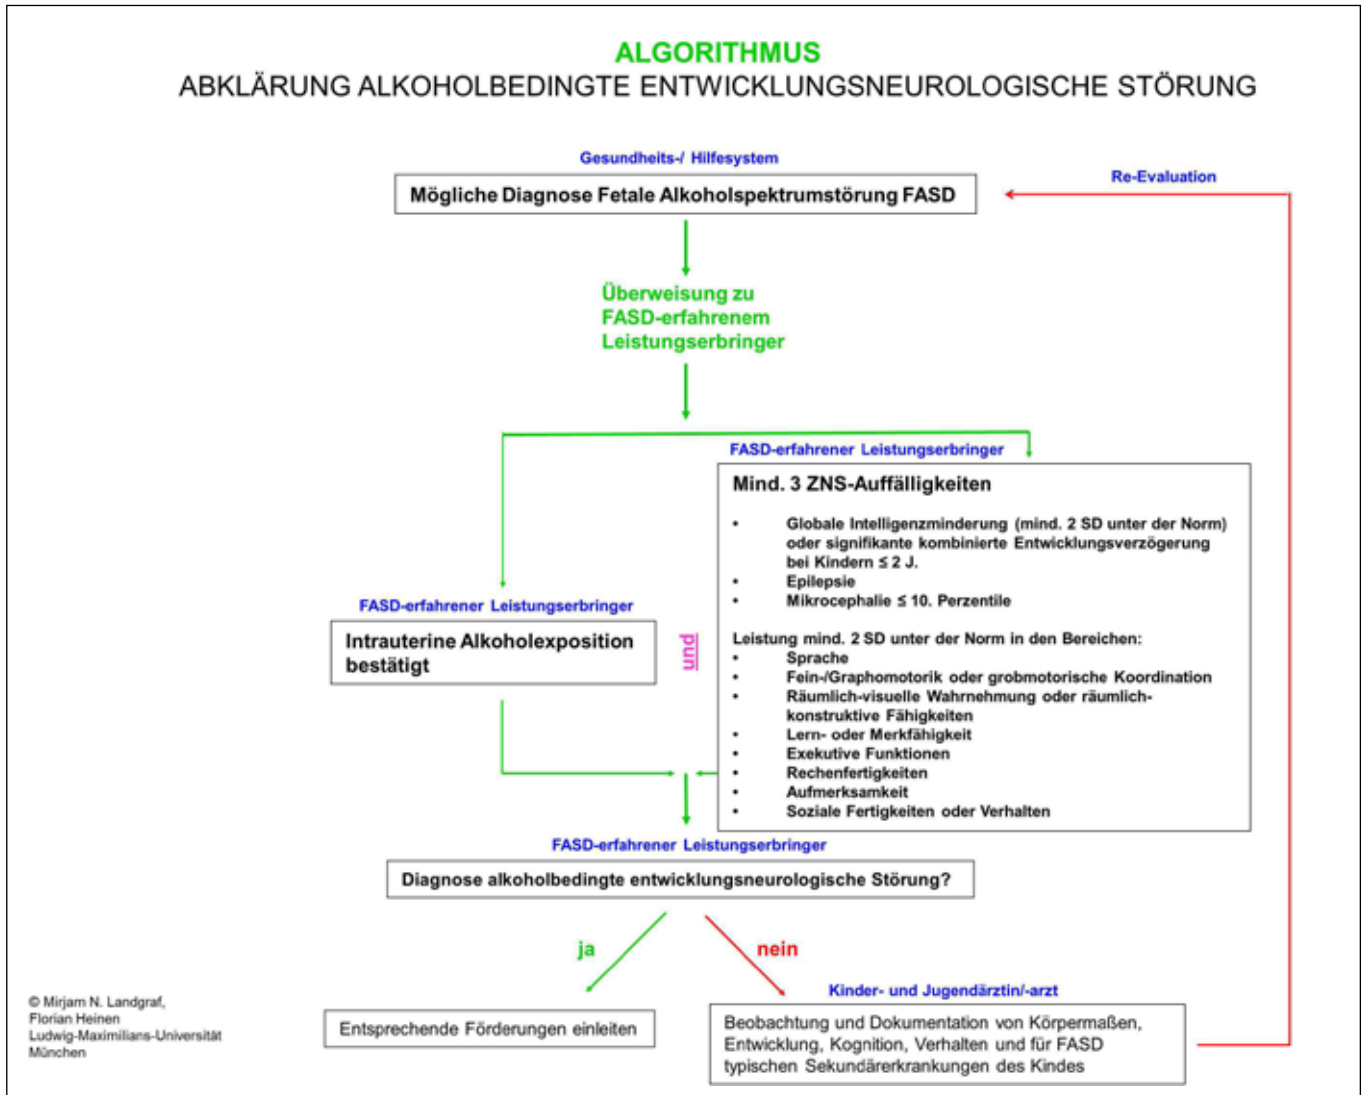 ALGORITHMUS
ABKLÄRUNG ALKOHOLBEDINGTE ENTWICKLUNGSNEUROLOGISCHE STÖRUNG
Gesundheits-/ Hilfesystem
Mögliche Diagnose Fetale Alkoholspektrumstörung FASD
Re-Evaluation
Überweisung zu
FASD-erfahrenem
Leistungserbringer
FASD-erfahrener Leistungserbringer
Intrauterine Alkoholexposition
bestätigt
und
FASD-erfahrener Leistungserbringer
Mind. 3 ZNS-Auffälligkeiten
• Globale Intelligenzminderung (mind. 2 SD unter der Norm)
oder signifikante kombinierte Entwicklungsverzögerung
bei Kindern ≤ 2 J.
• Epilepsie
• Mikrocephalie ≤ 10. Perzentile
Leistung mind. 2 SD unter der Norm in den Bereichen:
• Sprache
• Fein-/Graphomotorik oder grobmotorische Koordination
• Räumlich-visuelle Wahrnehmung oder räumlich-
konstruktive Fähigkeiten
• Lern- oder Merkfähigkeit
• Exekutive Funktionen
• Rechenfertigkeiten
• Aufmerksamkeit
• Soziale Fertigkeiten oder Verhalten
FASD-erfahrener Leistungserbringer
Diagnose alkoholbedingte entwicklungsneurologische Störung?
ja
nein
Entsprechende Förderungen einleiten
Kinder- und Jugendärztin/-arzt
Beobachtung und Dokumentation von Körpermaßen,
Entwicklung, Kognition, Verhalten und für FASD
typischen Sekundärerkrankungen des Kindes
© Mirjam N. Landgraf,
Florian Heinen
Ludwig-Maximilians-Universität
München